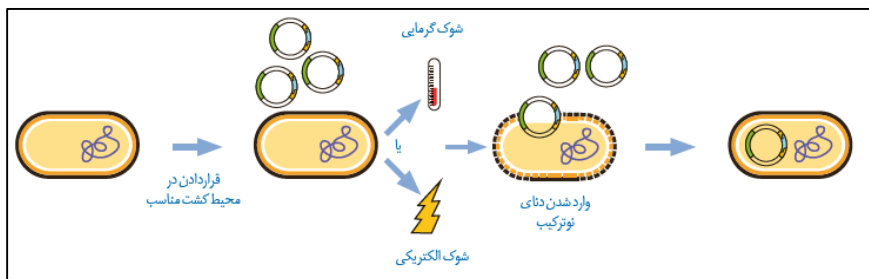 شوک گرمایی
قراردادن در
محیط کشت مناسب
یا
وارد شدن دنای
نوترکیب
شوک الکتریکی